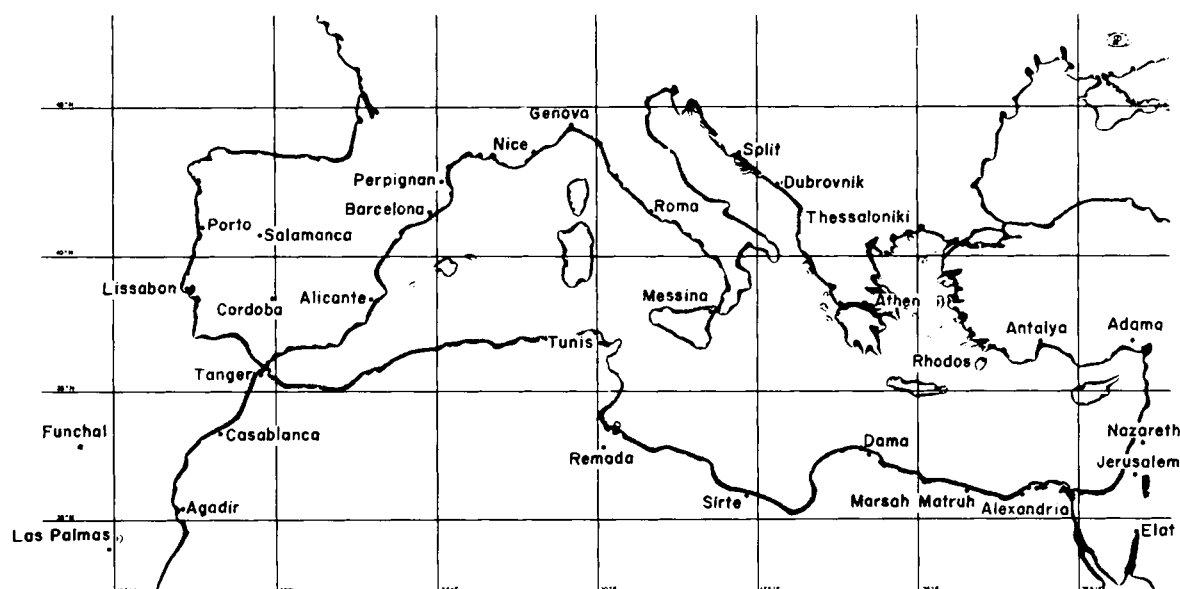 Genova
Nice
Split
Perpignan
Dubrovnik
Barcelona
Roma
Thessaloniki
Porto
Salamanca
Lissabon
Cordoba
Alicante
Messina
Athen
Tunis
Antalya
Adama
Tanger
Rhodos
Funchal
Casablanca
Remada
Dama
Nazareth
Jerusalem
Agadir
Sirte
Marsah Matruh
Alexandria
Las Palmas
Elat